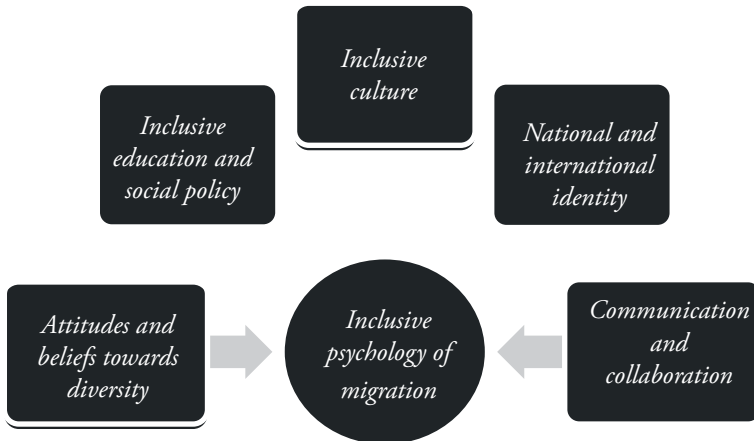 Inclusive
culture
Inclusive
education and
social policy
National and
international
identity
Attitudes and
beliefs towards
diversity
Inclusive
psychology of
migration
Communication
and
collaboration